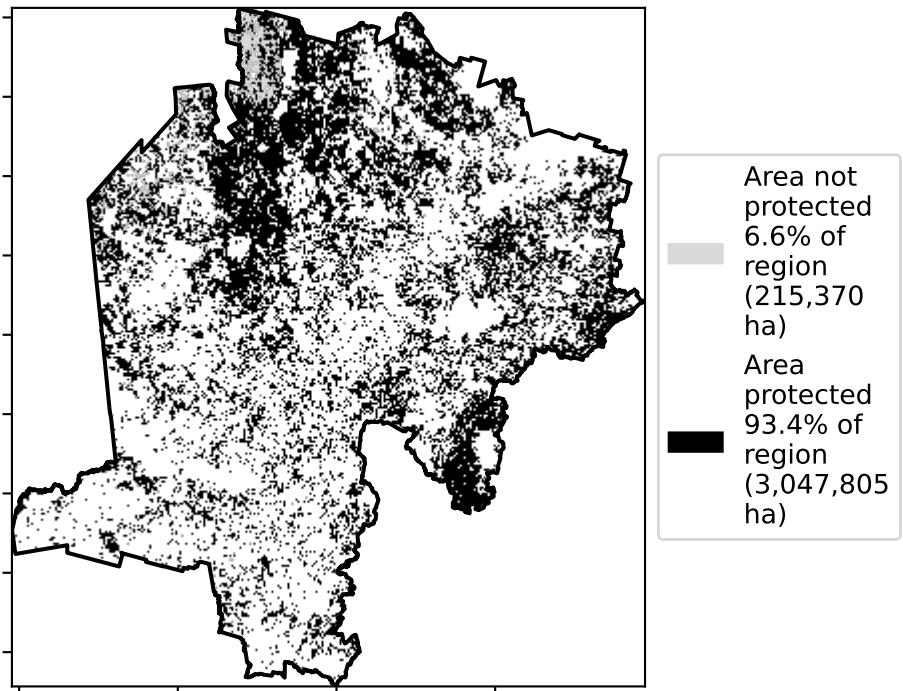 Area not
protected
6.6% of
region
(215,370
ha)
Area
protected
93.4% of
region
(3,047,805
ha)